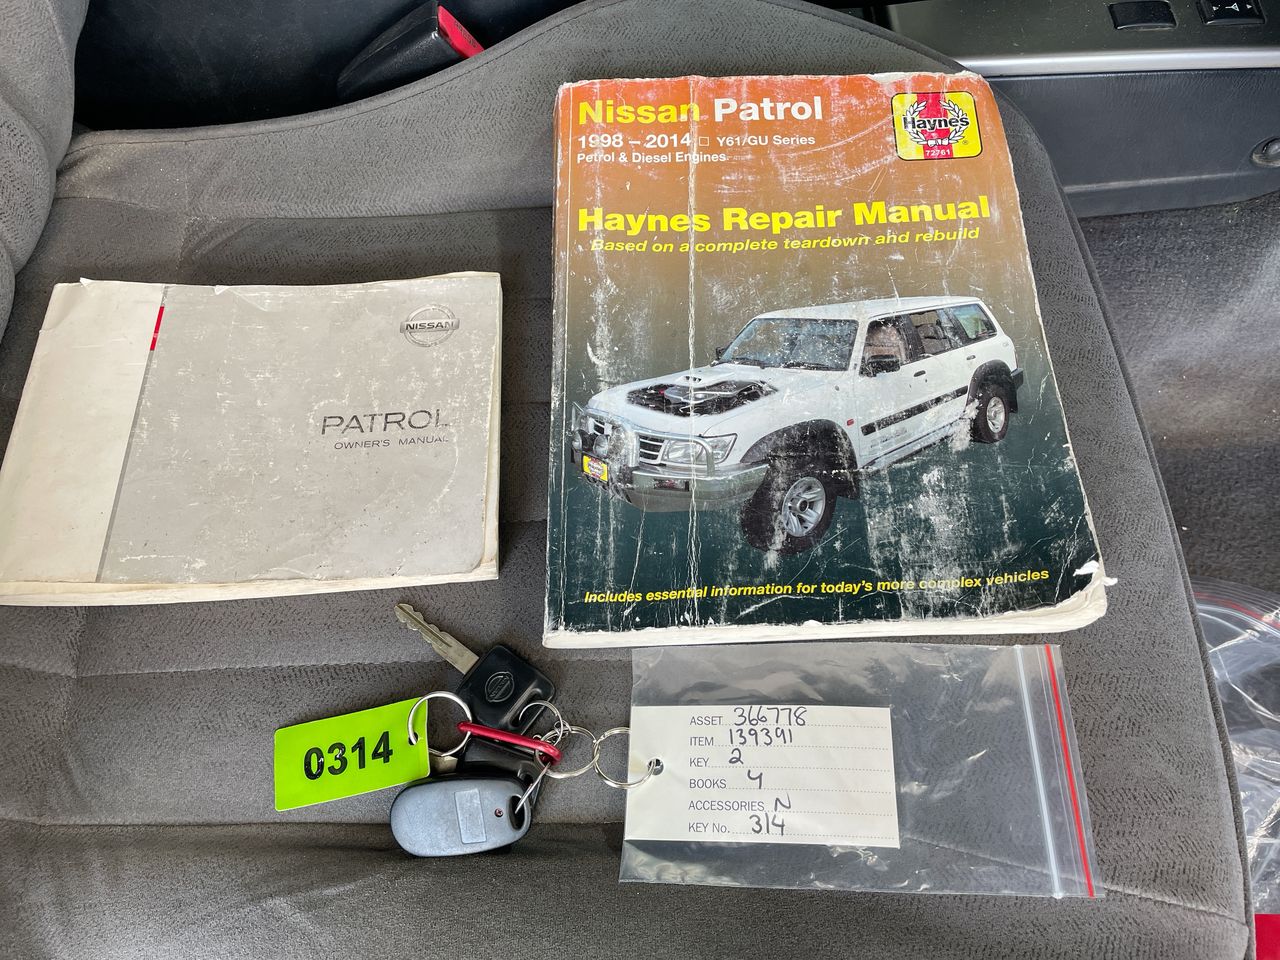 Nissan Patrol
1998 – 2014 □ Y61/GU Series
Petrol & Diesel Engines
Haynes
72761
Haynes Repair Manual
Based on a complete teardown and rebuild
Includes essential information for today's more complex vehicles
NISSAN
PATROL
OWNER'S MANUAL
0314
NISSAN
ASSET 366778
ITEM 139391
KEY 2
BOOKS 4
ACCESSORIES N
KEY No. 314